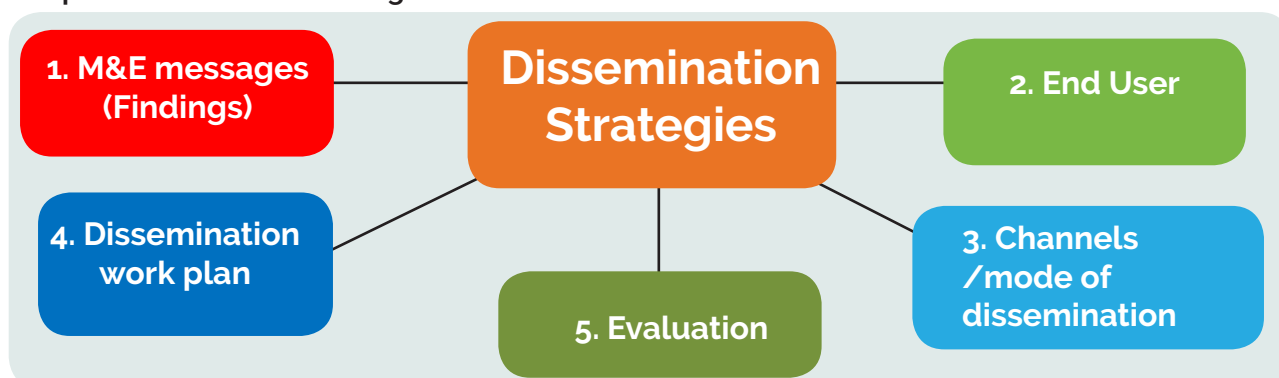 Dissemination
Strategies
1. M&E messages
(Findings)
2. End User
3. Channels
/mode of
dissemination
4. Dissemination
work plan
5. Evaluation